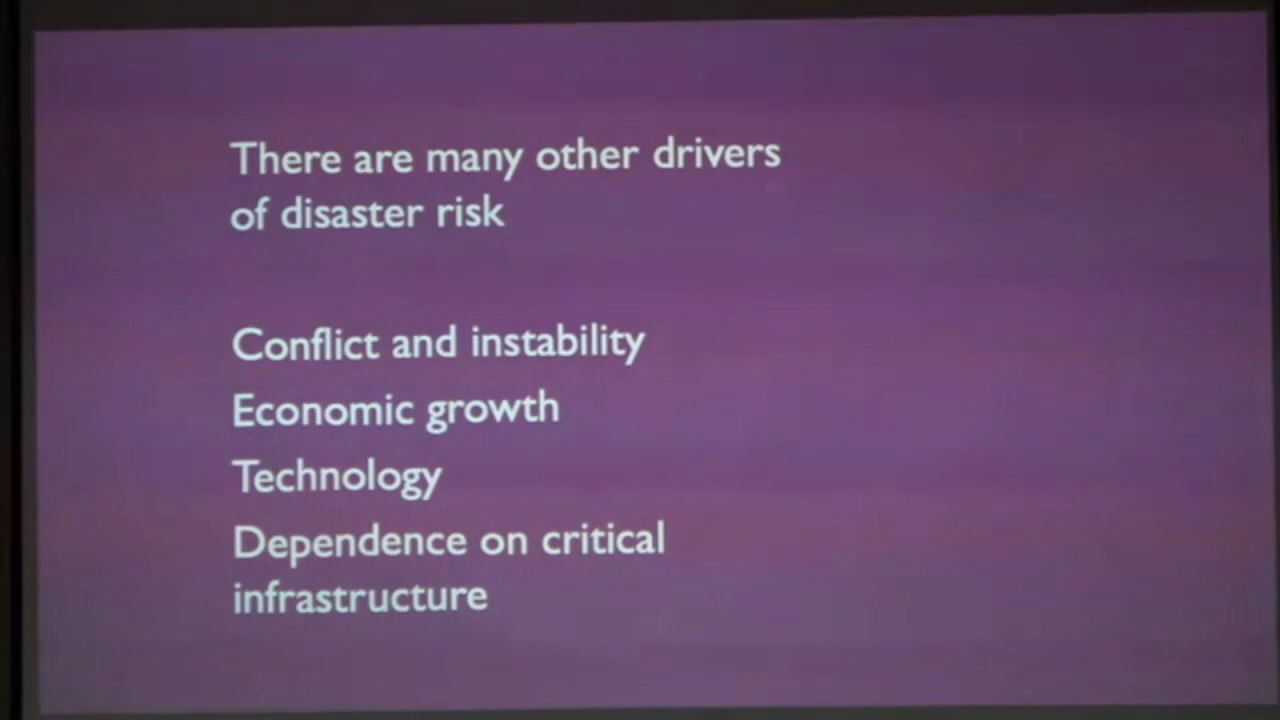 There are many other drivers
of disaster risk
Conflict and instability
Economic growth
Technology
Dependence on critical
infrastructure